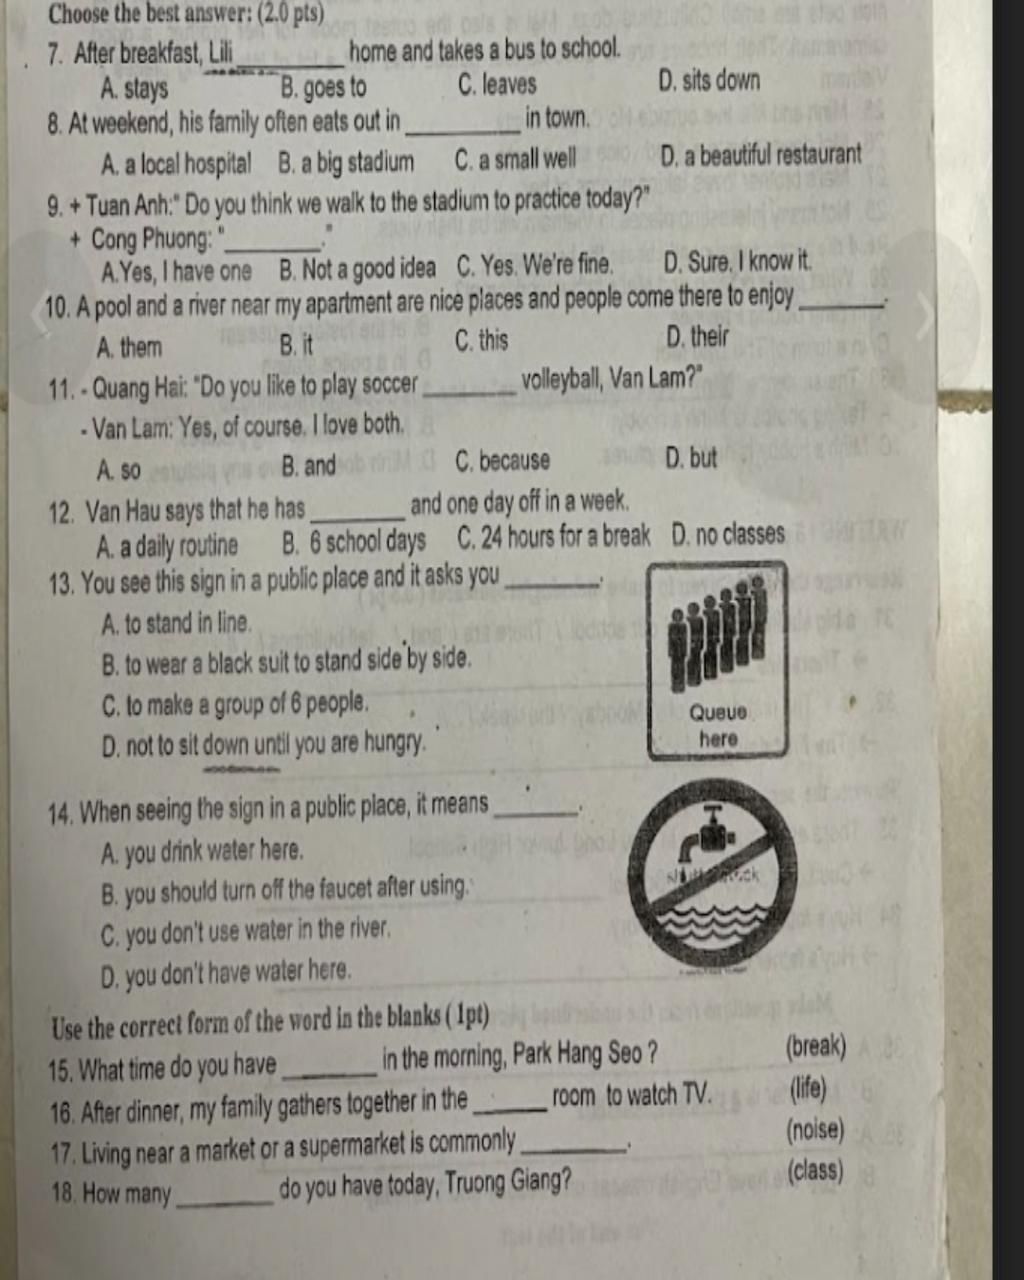 Choose the best answer: (2.0 pts)
7. After breakfast, Lili ________ home and takes a bus to school.
A. stays B. goes to C. leaves D. sits down
8. At weekend, his family often eats out in ________ in town.
A. a local hospital B. a big stadium C. a small well D. a beautiful restaurant
9. + Tuan Anh:" Do you think we walk to the stadium to practice today?"
+ Cong Phuong: "________."
A.Yes, I have one B. Not a good idea C. Yes. We're fine. D. Sure. I know it.
10. A pool and a river near my apartment are nice places and people come there to enjoy ________.
A. them B. it C. this D. their
11. - Quang Hai: "Do you like to play soccer ________ volleyball, Van Lam?"
- Van Lam: Yes, of course. I love both.
A. so B. and C. because D. but
12. Van Hau says that he has ________ and one day off in a week.
A. a daily routine B. 6 school days C. 24 hours for a break D. no classes
13. You see this sign in a public place and it asks you ________.
A. to stand in line.
B. to wear a black suit to stand side by side.
C. to make a group of 6 people.
D. not to sit down until you are hungry.
Queue
here
14. When seeing the sign in a public place, it means ________.
A. you drink water here.
B. you should turn off the faucet after using.
C. you don't use water in the river.
D. you don't have water here.
Use the correct form of the word in the blanks ( 1pt)
15. What time do you have ________ in the morning, Park Hang Seo ? (break)
16. After dinner, my family gathers together in the ________ room to watch TV. (life)
17. Living near a market or a supermarket is commonly ________. (noise)
18. How many ________ do you have today, Truong Giang? (class)